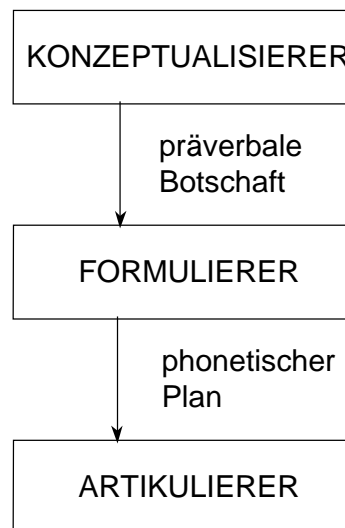 KONZEPTUALISIERER
präverbale
Botschaft
FORMULIERER
phonetischer
Plan
ARTIKULIERER